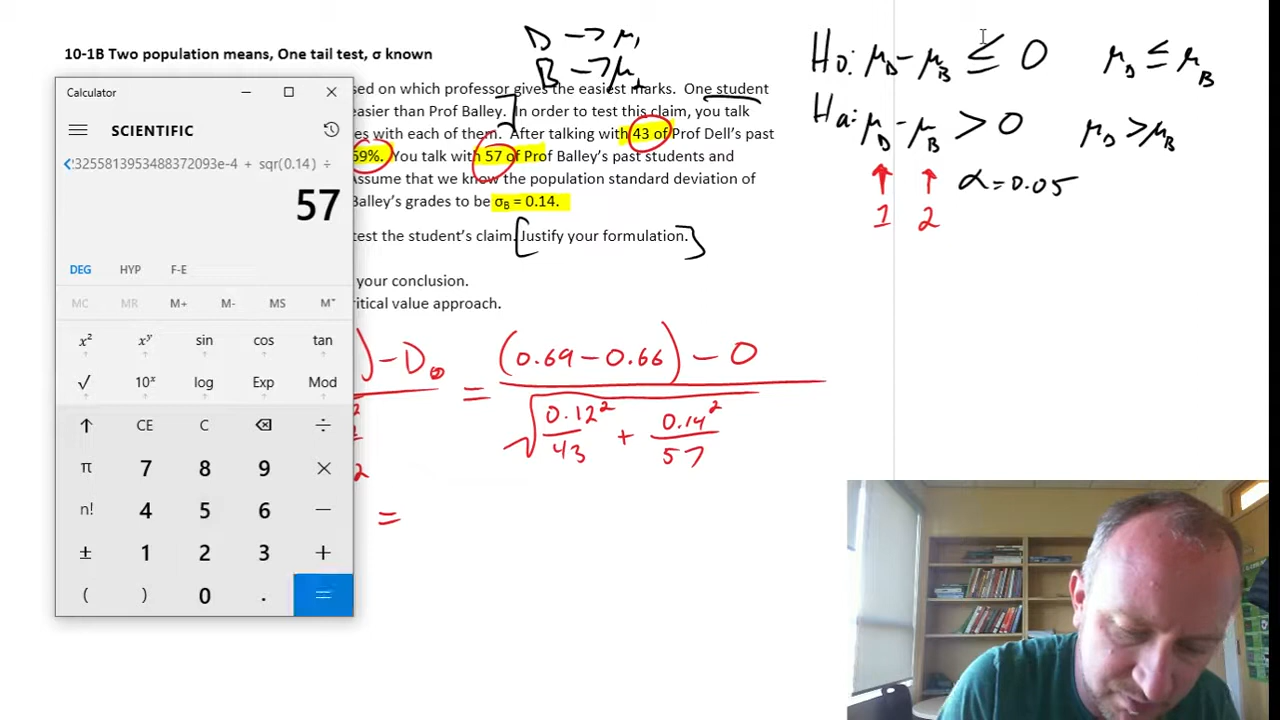 10-1B Two population means, One tail test, σ known
D → μ₁
B → μ₂
sed on which professor gives the easiest marks. One student
easier than Prof Balley. In order to test this claim, you talk
es with each of them. After talking with 43 of Prof Dell's past
69%. You talk with 57 of Prof Balley's past students and
Assume that we know the population standard deviation of
Balley's grades to be σB = 0.14.
test the student's claim. [Justify your formulation.]
your conclusion.
ritical value approach.
Ho: μD - μB ≤ 0 μD ≤ μB
Ha: μD - μB > 0 μD > μB
↑ ↑ α = 0.05
1 2
) - D₀ = (0.69 - 0.66) - 0
√ 0.12² / 43 + 0.14² / 57
2
=
Calculator
SCIENTIFIC
32558139534883720​93e-4 + sqr(0.14) ÷
57
DEG HYP F-E
MC MR M+ M- MS M˅
x² xʸ sin cos tan
√ 10ˣ log Exp Mod
↑ CE C ⌫ ÷
π 7 8 9 ×
n! 4 5 6 −
± 1 2 3 +
( ) 0 . =